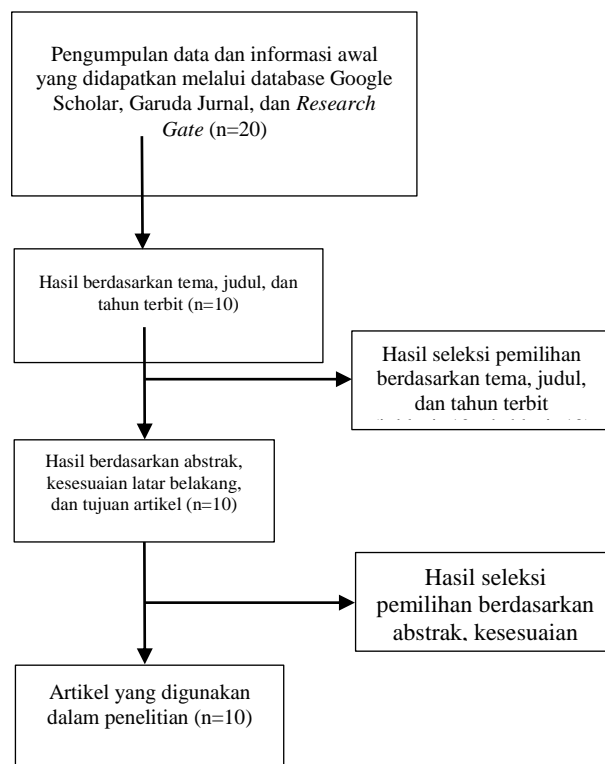 Pengumpulan data dan informasi awal
yang didapatkan melalui database Google
Scholar, Garuda Jurnal, dan Research
Gate (n=20)
Hasil berdasarkan tema, judul, dan
tahun terbit (n=10)
Hasil seleksi pemilihan
berdasarkan tema, judul,
dan tahun terbit
Hasil berdasarkan abstrak,
kesesuaian latar belakang,
dan tujuan artikel (n=10)
Hasil seleksi
pemilihan berdasarkan
abstrak, kesesuaian
Artikel yang digunakan
dalam penelitian (n=10)